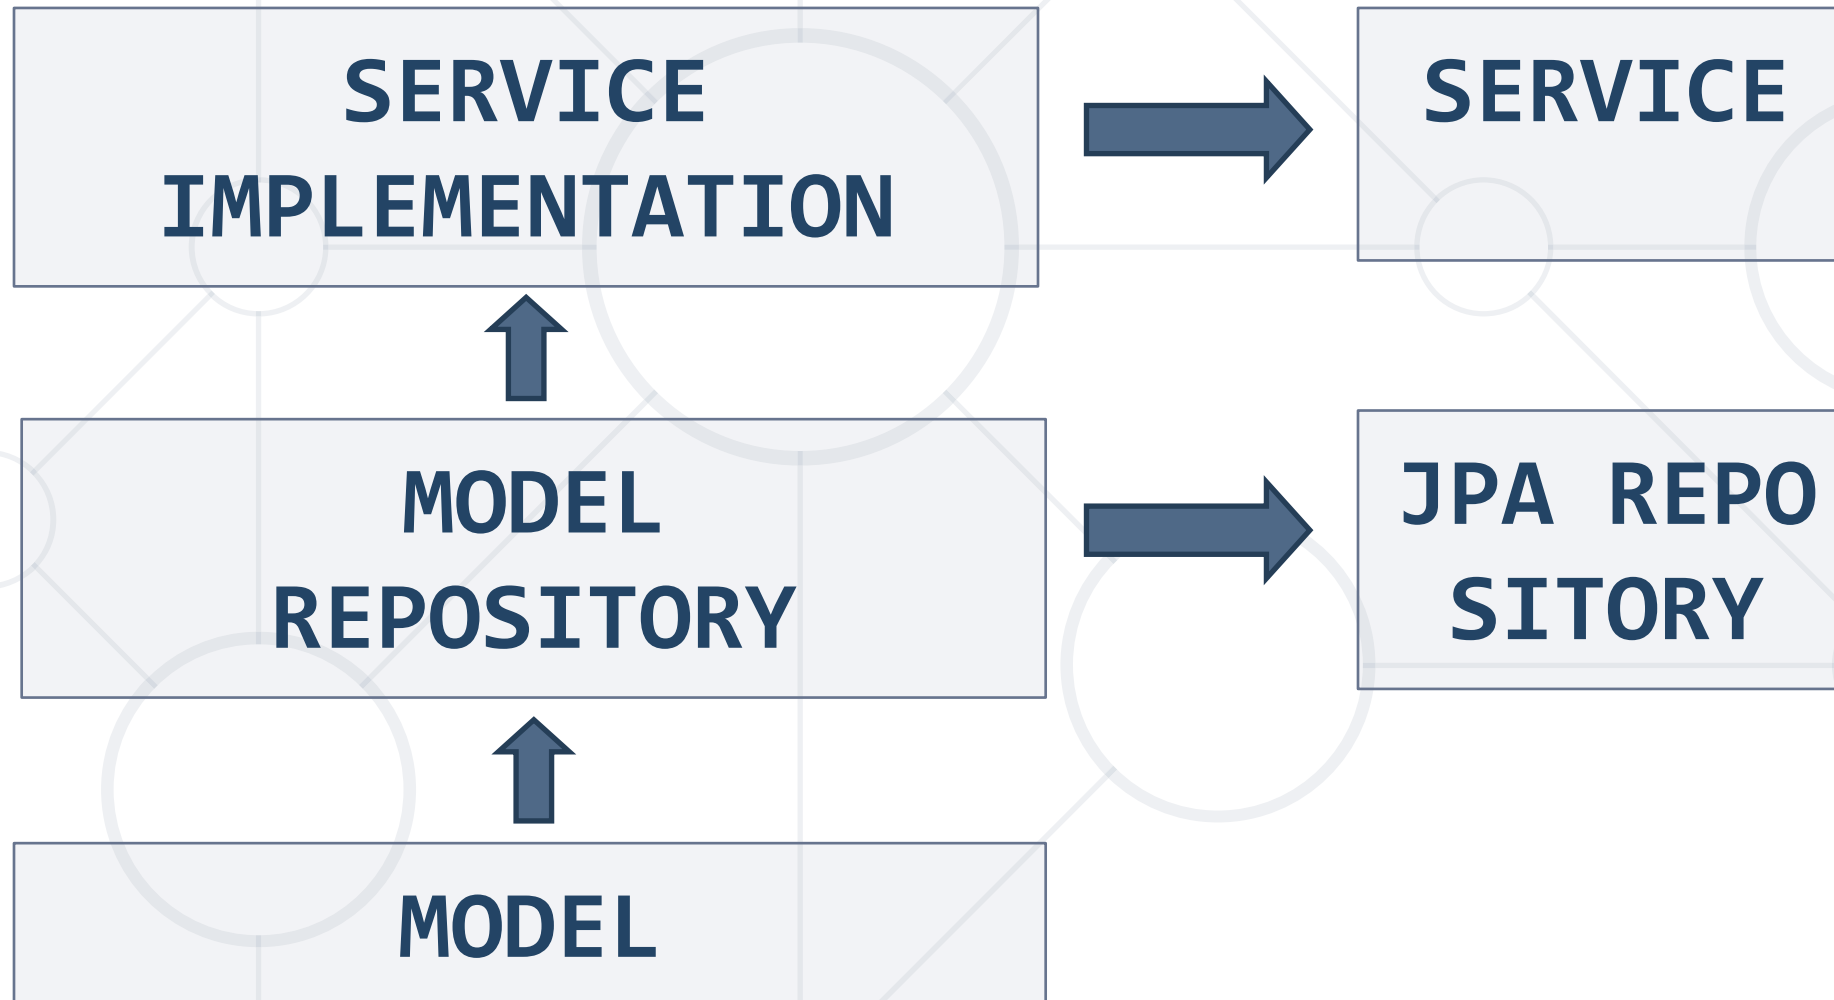 SERVICE
IMPLEMENTATION
SERVICE
MODEL
REPOSITORY
JPA REPO
SITORY
MODEL